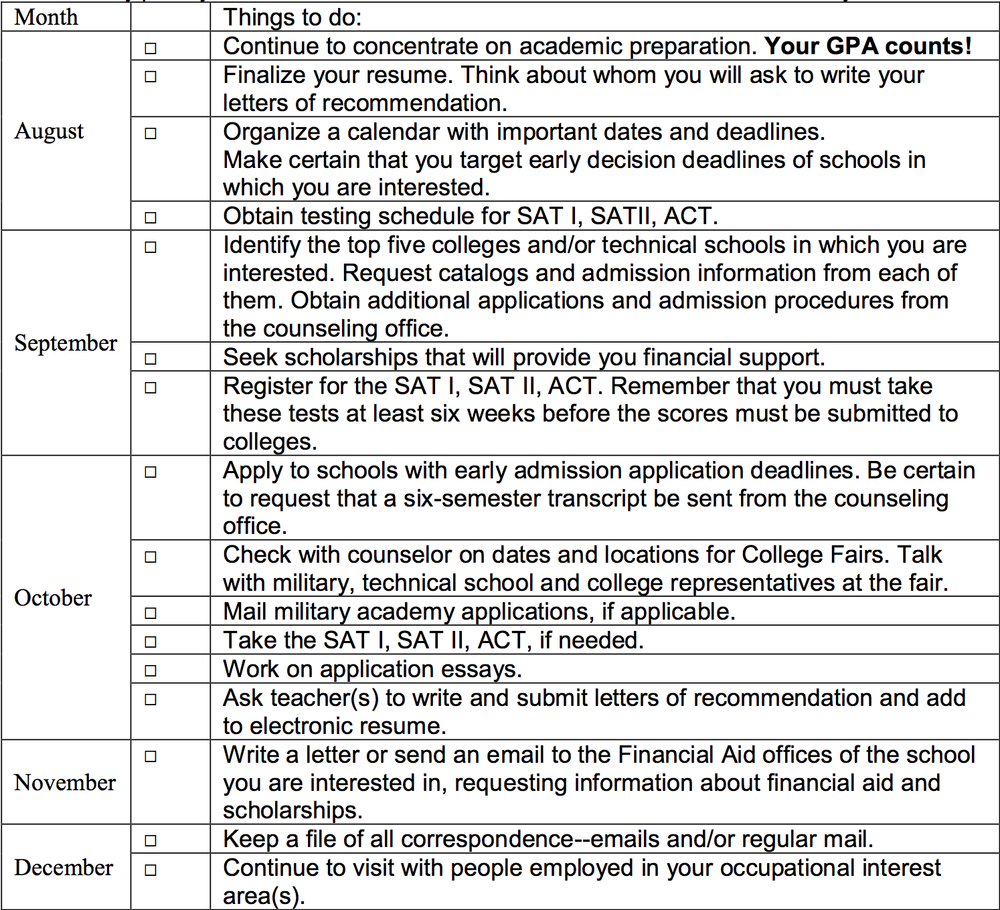 Month
Things to do:
August
□ Continue to concentrate on academic preparation. Your GPA counts!
□ Finalize your resume. Think about whom you will ask to write your
letters of recommendation.
□ Organize a calendar with important dates and deadlines.
Make certain that you target early decision deadlines of schools in
which you are interested.
□ Obtain testing schedule for SAT I, SATII, ACT.
September
□ Identify the top five colleges and/or technical schools in which you are
interested. Request catalogs and admission information from each of
them. Obtain additional applications and admission procedures from
the counseling office.
□ Seek scholarships that will provide you financial support.
□ Register for the SAT I, SAT II, ACT. Remember that you must take
these tests at least six weeks before the scores must be submitted to
colleges.
October
□ Apply to schools with early admission application deadlines. Be certain
to request that a six-semester transcript be sent from the counseling
office.
□ Check with counselor on dates and locations for College Fairs. Talk
with military, technical school and college representatives at the fair.
□ Mail military academy applications, if applicable.
□ Take the SAT I, SAT II, ACT, if needed.
□ Work on application essays.
□ Ask teacher(s) to write and submit letters of recommendation and add
to electronic resume.
November
□ Write a letter or send an email to the Financial Aid offices of the school
you are interested in, requesting information about financial aid and
scholarships.
December
□ Keep a file of all correspondence--emails and/or regular mail.
□ Continue to visit with people employed in your occupational interest
area(s).